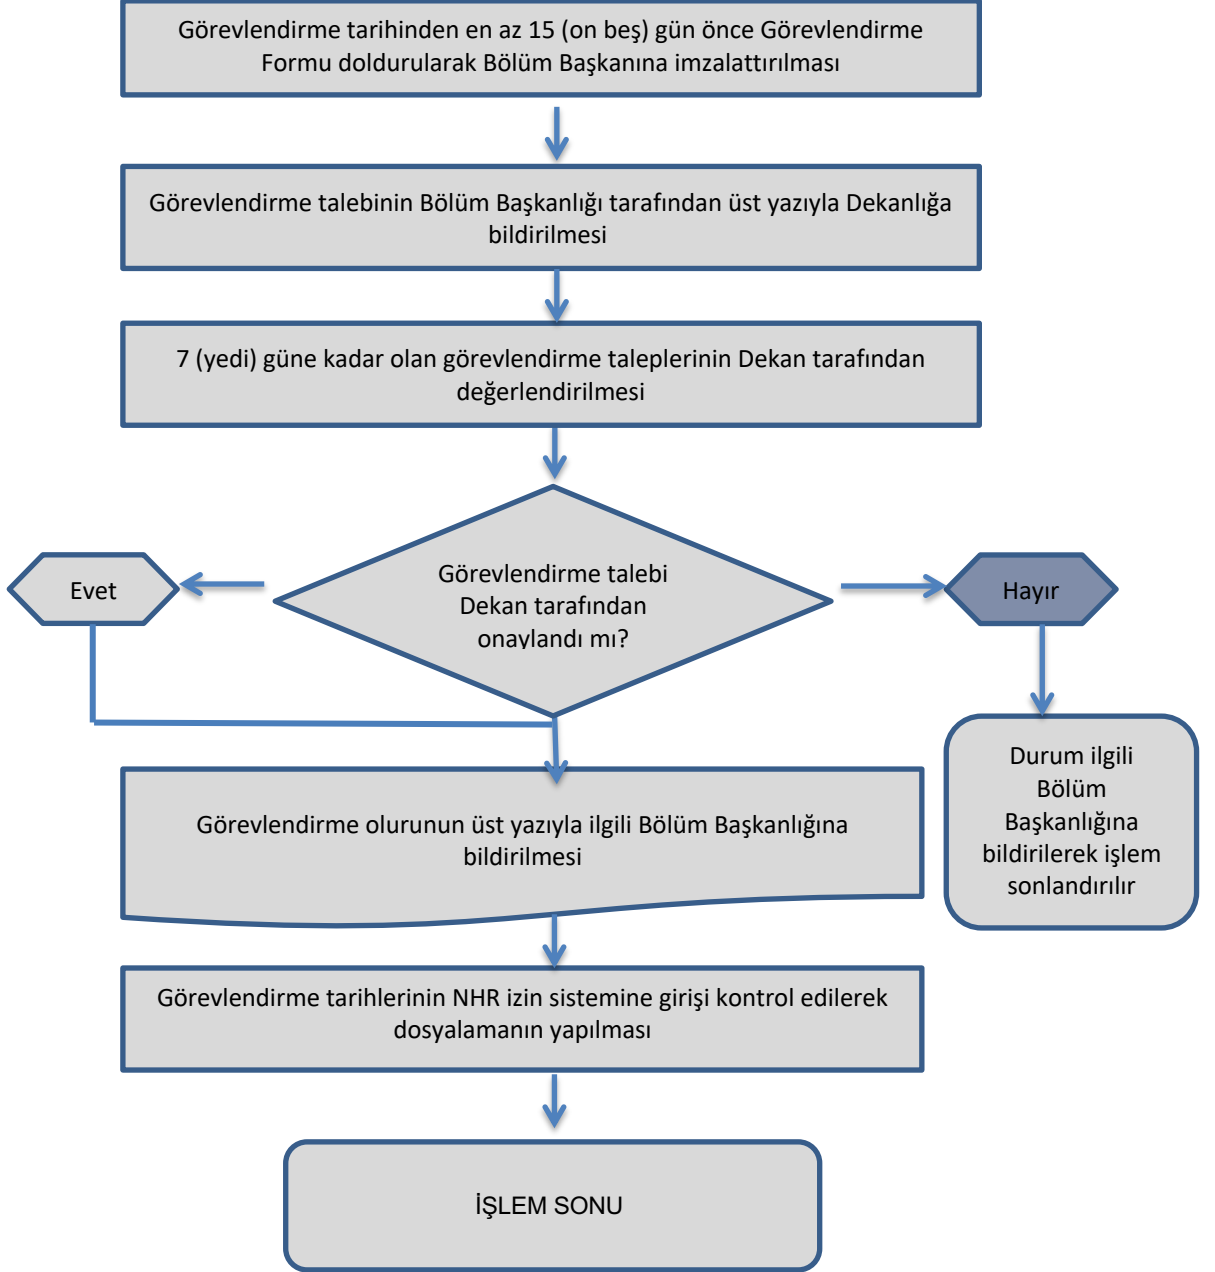 Görevlendirme tarihinden en az 15 (on beş) gün önce Görevlendirme
Formu doldurularak Bölüm Başkanına imzalattırılması
Görevlendirme talebinin Bölüm Başkanlığı tarafından üst yazıyla Dekanlığa
bildirilmesi
7 (yedi) güne kadar olan görevlendirme taleplerinin Dekan tarafından
değerlendirilmesi
Görevlendirme talebi
Dekan tarafından
onaylandı mı?
Evet
Hayır
Durum ilgili
Bölüm
Başkanlığına
bildirilerek işlem
sonlandırılır
Görevlendirme olurunun üst yazıyla ilgili Bölüm Başkanlığına
bildirilmesi
Görevlendirme tarihlerinin NHR izin sistemine girişi kontrol edilerek
dosyalamanın yapılması
İŞLEM SONU